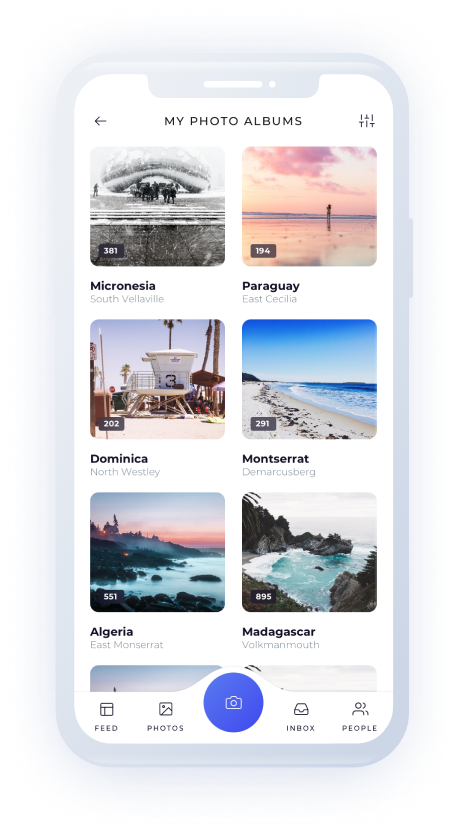 MY PHOTO ALBUMS
381
194
Micronesia
South Vellaville
Paraguay
East Cecilia
3
202
291
Dominica
North Westley
Montserrat
Demarcusberg
551
895
Algeria
East Monserrat
Madagascar
Volkmanmouth
FEED
PHOTOS
INBOX
PEOPLE